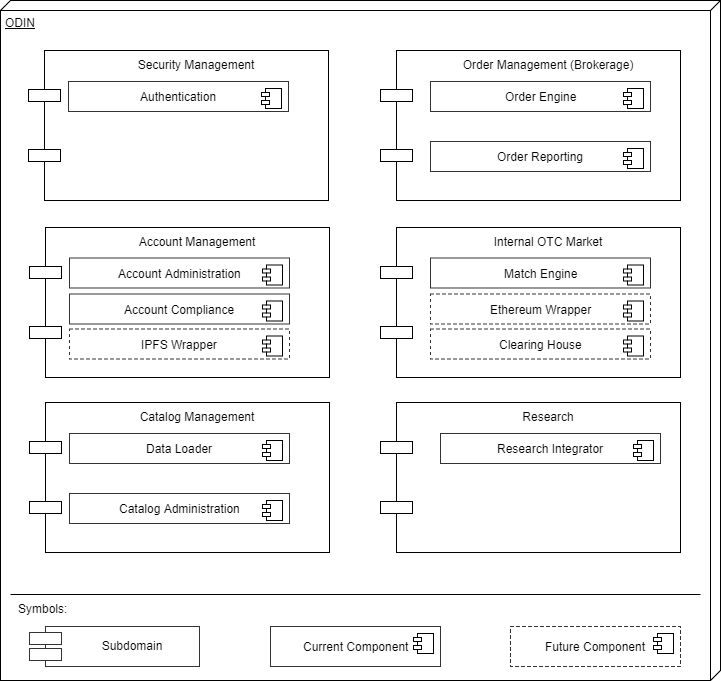 ODIN
Security Management
Authentication
Order Management (Brokerage)
Order Engine
Order Reporting
Account Management
Account Administration
Account Compliance
IPFS Wrapper
Internal OTC Market
Match Engine
Ethereum Wrapper
Clearing House
Catalog Management
Data Loader
Catalog Administration
Research
Research Integrator
Symbols:
Subdomain
Current Component
Future Component